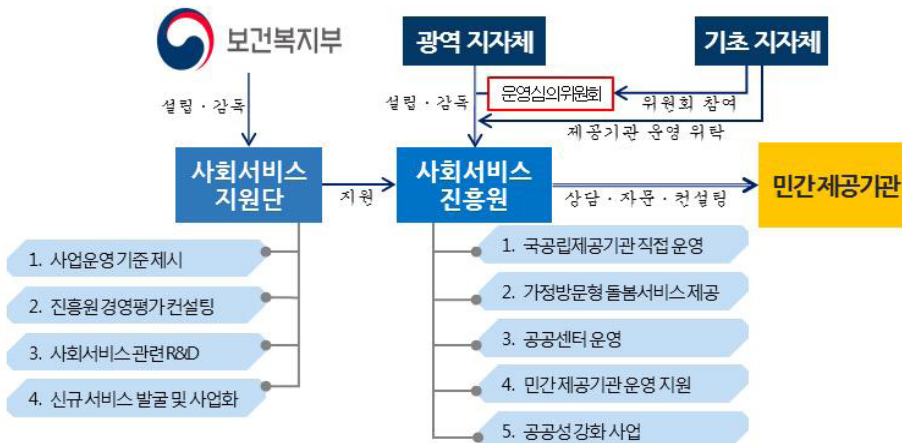 보건복지부
광역 지자체
기초 지자체
설립·감독
설립·감독
운영심의위원회
위원회 참여
제공기관 운영 위탁
사회서비스
지원단
지원
사회서비스
진흥원
상담·자문·컨설팅
민간 제공기관
1. 사업운영 기준 제시
2. 진흥원 경영평가 컨설팅
3. 사회서비스 관련 R&D
4. 신규 서비스 발굴 및 사업화
1. 국공립제공기관 직접 운영
2. 가정방문형 돌봄서비스 제공
3. 공공센터 운영
4. 민간 제공기관 운영 지원
5. 공공성 강화 사업